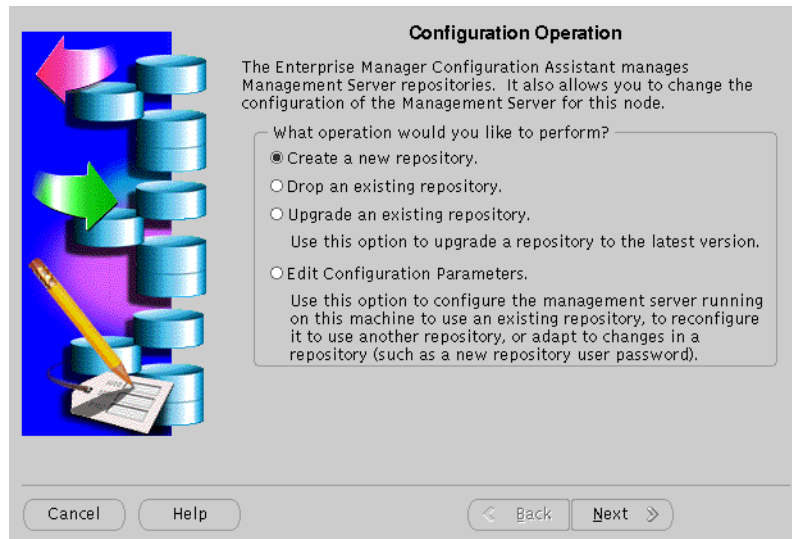 Configuration Operation
The Enterprise Manager Configuration Assistant manages
Management Server repositories.  It also allows you to change the
configuration of the Management Server for this node.
What operation would you like to perform?
Create a new repository.
Drop an existing repository.
Upgrade an existing repository.
Use this option to upgrade a repository to the latest version.
Edit Configuration Parameters.
Use this option to configure the management server running
on this machine to use an existing repository, to reconfigure
it to use another repository, or adapt to changes in a
repository (such as a new repository user password).
Cancel
Help
Back
Next